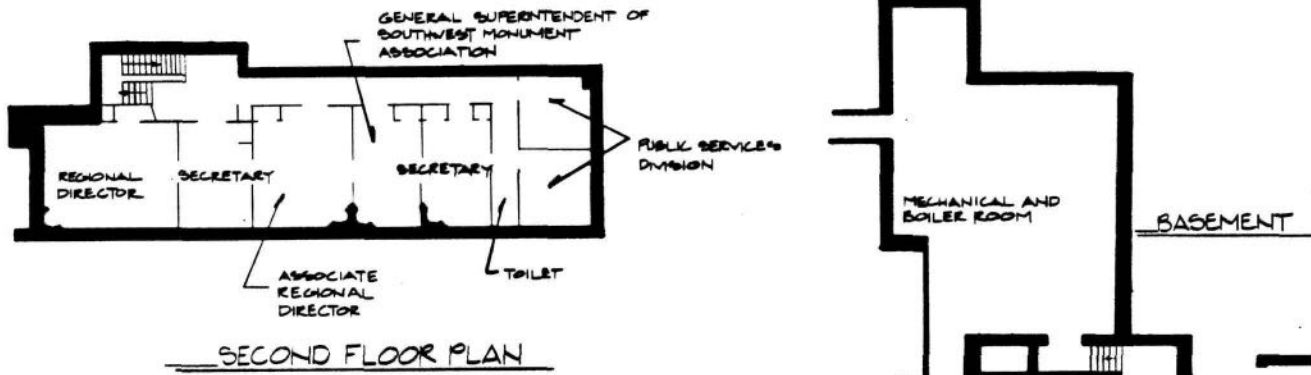 GENERAL SUPERINTENDENT OF
SOUTHWEST MONUMENT
ASSOCIATION
REGIONAL
DIRECTOR
SECRETARY
SECRETARY
PUBLIC SERVICES
DIVISION
ASSOCIATE
REGIONAL
DIRECTOR
TOILET
SECOND FLOOR PLAN
MECHANICAL AND
BOILER ROOM
BASEMENT